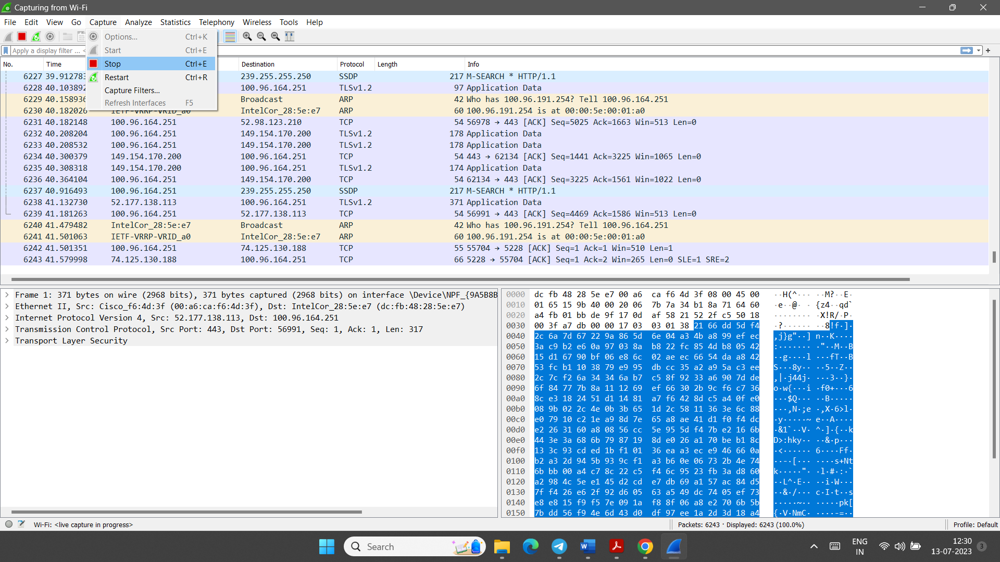 Capturing from Wi-Fi
File Edit View Go Capture Analyze Statistics Telephony Wireless Tools Help
Options... Ctrl+K
Start Ctrl+E
Stop Ctrl+E
Restart Ctrl+R
Capture Filters...
Refresh Interfaces F5
Apply a display filter ... <
No. Time Destination Protocol Length Info
6227 39.912783 239.255.255.250 SSDP 217 M-SEARCH * HTTP/1.1
6228 40.103892 100.96.164.251 TLSv1.2 97 Application Data
6229 40.158936 Broadcast ARP 42 Who has 100.96.191.254? Tell 100.96.164.251
6230 40.182026 IETF-VRRP-VRID_a0 IntelCor_28:5e:e7 ARP 60 100.96.191.254 is at 00:00:5e:00:01:a0
6231 40.182148 100.96.164.251 52.98.123.210 TCP 54 56978 → 443 [ACK] Seq=5025 Ack=1663 Win=513 Len=0
6232 40.208204 100.96.164.251 149.154.170.200 TLSv1.2 178 Application Data
6233 40.208532 100.96.164.251 149.154.170.200 TLSv1.2 178 Application Data
6234 40.300379 149.154.170.200 100.96.164.251 TCP 54 443 → 62134 [ACK] Seq=1441 Ack=3225 Win=1065 Len=0
6235 40.308318 149.154.170.200 100.96.164.251 TLSv1.2 174 Application Data
6236 40.364104 100.96.164.251 149.154.170.200 TCP 54 62134 → 443 [ACK] Seq=3225 Ack=1561 Win=1022 Len=0
6237 40.916493 100.96.164.251 239.255.255.250 SSDP 217 M-SEARCH * HTTP/1.1
6238 41.132730 52.177.138.113 100.96.164.251 TLSv1.2 371 Application Data
6239 41.181263 100.96.164.251 52.177.138.113 TCP 54 56991 → 443 [ACK] Seq=4469 Ack=1586 Win=513 Len=0
6240 41.479482 IntelCor_28:5e:e7 Broadcast ARP 42 Who has 100.96.191.254? Tell 100.96.164.251
6241 41.501063 IETF-VRRP-VRID_a0 IntelCor_28:5e:e7 ARP 60 100.96.191.254 is at 00:00:5e:00:01:a0
6242 41.501351 100.96.164.251 74.125.130.188 TCP 55 55704 → 5228 [ACK] Seq=1 Ack=1 Win=510 Len=1
6243 41.579998 74.125.130.188 100.96.164.251 TCP 66 5228 → 55704 [ACK] Seq=1 Ack=2 Win=265 Len=0 SLE=1 SRE=2
Frame 1: 371 bytes on wire (2968 bits), 371 bytes captured (2968 bits) on interface \Device\NPF_{9A5B8B
Ethernet II, Src: Cisco_f6:4d:3f (00:a6:ca:f6:4d:3f), Dst: IntelCor_28:5e:e7 (dc:fb:48:28:5e:e7)
Internet Protocol Version 4, Src: 52.177.138.113, Dst: 100.96.164.251
Transmission Control Protocol, Src Port: 443, Dst Port: 56991, Seq: 1, Ack: 1, Len: 317
Transport Layer Security
0000 dc fb 48 28 5e e7 00 a6 ca f6 4d 3f 08 00 45 00 ··H(^··· ··M?··E·
0010 01 65 15 9b 40 00 20 06 7b 7a 34 b1 8a 71 64 60 ·e··@· · {z4··qd`
0020 a4 fb 01 bb de 9f 17 0d af 58 21 52 2f c5 50 18 ········ ·X!R/·P·
0030 00 3f a7 db 00 00 17 03 03 01 38 21 66 dd 5d f4 ·?······ ··8!f·]·
0040 2c 6a 7d 67 22 9a 86 5d 6e 04 a3 4b a8 99 ef ec ,j}g"··] n··K····
0050 3a c9 b2 e6 0a 97 03 8a b8 22 fc 85 4d b8 05 42 :······· ·"··M··B
0060 15 d1 67 90 bf 06 e8 6c 02 ae ec 66 54 da a8 42 ··g····l ···fT··B
0070 53 fc b1 10 38 79 e9 95 db cc 35 a2 a9 5a c3 ee S···8y·· ··5··Z··
0080 2c 7c f2 6a 34 34 6a b7 c5 8f 92 33 a6 90 7d de ,|·j44j· ···3··}·
0090 6f 84 77 7b 8a 11 12 69 ef 66 30 2b 9c f6 c7 36 o·w{···i ·f0+···6
00a0 8c e3 18 24 51 d1 14 81 a7 f6 42 8d c5 a4 0f e0 ···$Q··· ··B·····
00b0 08 9b 02 2c 4e 0b 3b 65 1d 2c 58 11 36 3e 6c 88 ···,N·;e ·,X·6>l·
00c0 e0 79 10 c2 1e a9 8d 7e 65 a8 ae 41 d1 f0 f4 dc ·y·····~ e··A····
00d0 e2 26 31 60 a8 08 56 cc 5e 95 5d f4 7b e2 16 6b ·&1`··V· ^·]·{··k
00e0 44 3e 3a 68 6b 79 87 19 8d e0 26 a1 70 be b1 8c D>:hky·· ··&·p···
00f0 13 3c 93 cd ed 1b f1 01 36 ea a3 ec e9 46 66 0a ·<······ 6····Ff·
0100 b2 a3 2d 94 5b 93 9c f1 a3 b6 0e 06 73 2b 4e 74 ··-·[··· ····s+Nt
0110 6b bb 00 a4 c7 8c 22 c5 f4 6c 95 23 fb 3a d8 60 k·····"· ·l·#·:·`
0120 a2 98 4c 5e e1 45 d2 cd e7 db 69 a1 57 ac 84 d5 ··L^·E·· ··i·W···
0130 7f f4 26 e6 2f 92 d6 05 63 a5 49 dc 74 05 ef 73 ··&·/··· c·I·t··s
0140 e8 e8 15 f9 f5 7e 09 1a f8 8f 06 a8 e2 70 6b 5b ·····~·· ·····pk[
0150 7b dd 56 f9 4e 6d 43 d0 df 97 ee 1a 2d 3d 18 a4 {·V·NmC· ····-=··
Wi-Fi: <live capture in progress>
Packets: 6243 · Displayed: 6243 (100.0%)
Profile: Default
Search
ENG
IN
12:30
13-07-2023
3